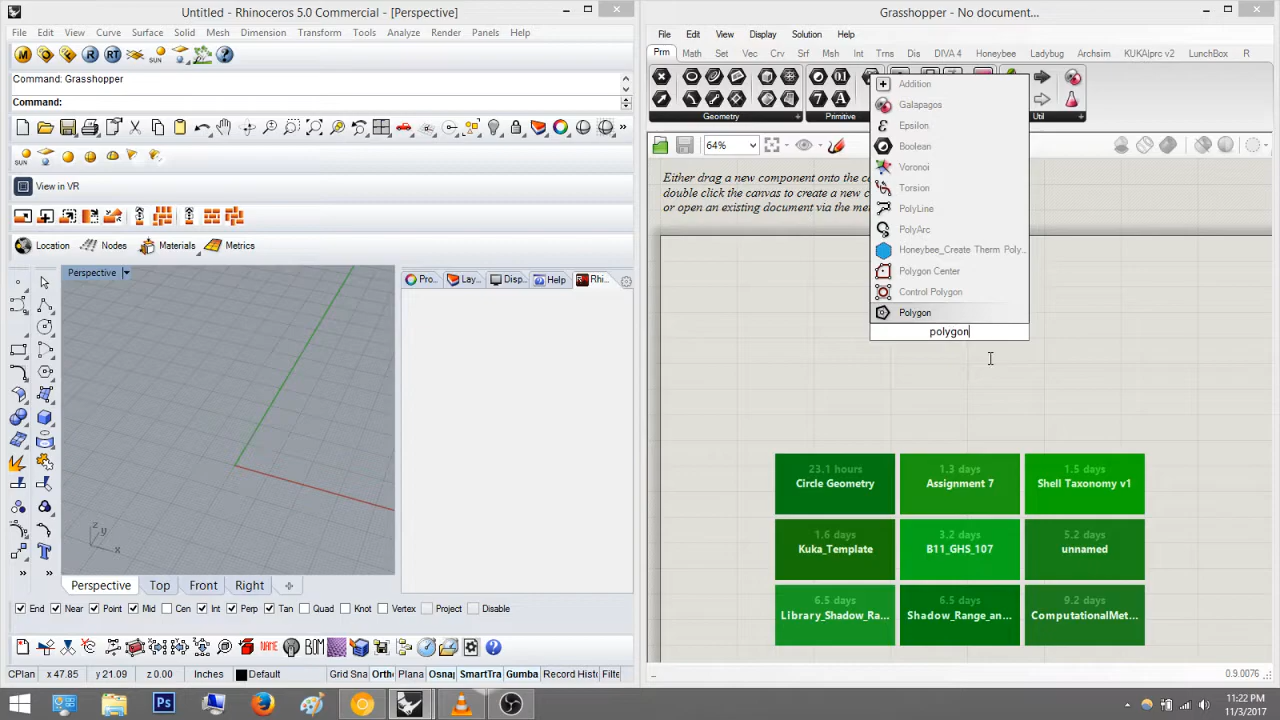 Untitled - Rhinoceros 5.0 Commercial - [Perspective]
File Edit View Curve Surface Solid Mesh Dimension Transform Tools Analyze Render Panels Help
Command: Grasshopper
Command:
View in VR
Location Nodes Materials Metrics
Perspective
Pro... Lay... Disp... Help Rhi...
z
y
x
Perspective Top Front Right
End Near Cen Int Tan Quad Knot Vertex Project Disable
NAME
CPlan x 47.85 y 21.09 z 0.00 Inches Default Grid Snap Ortho Plana Osna SmartTra Gumba Record Histor Filte
Grasshopper - No document...
File Edit View Display Solution Help
Prm Math Set Vec Crv Srf Msh Int Trns Dis DIVA 4 Honeybee Ladybug Archsim KUKA|prc v2 LunchBox R
Geometry Primitive Util
64%
Either drag a new component onto the ca
double click the canvas to create a new c
or open an existing document via the me
Addition
Galapagos
Epsilon
Boolean
Voronoi
Torsion
PolyLine
PolyArc
Honeybee_Create Therm Poly...
Polygon Center
Control Polygon
Polygon
polygon
23.1 hours
Circle Geometry
1.3 days
Assignment 7
1.5 days
Shell Taxonomy v1
1.6 days
Kuka_Template
3.2 days
B11_GHS_107
5.2 days
unnamed
6.5 days
Library_Shadow_Ra...
6.5 days
Shadow_Range_an...
9.2 days
ComputationalMet...
0.9.0076
11:22 PM
11/3/2017